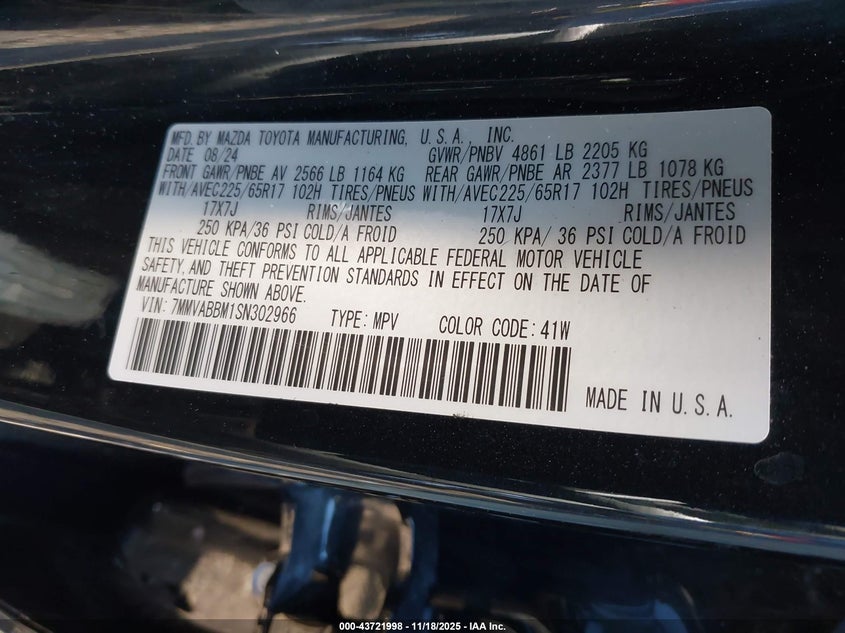 MFD. BY MAZDA TOYOTA MANUFACTURING, U.S.A. INC.
DATE 08/24 GVWR/PNBV 4861 LB 2205 KG
FRONT GAWR/PNBE AV 2566 LB 1164 KG REAR GAWR/PNBE AR 2377 LB 1078 KG
WITH/AVEC225/65R17 102H TIRES/PNEUS WITH/AVEC225/65R17 102H TIRES/PNEUS
17X7J RIMS/JANTES 17X7J RIMS/JANTES
250 KPA/36 PSI COLD/A FROID 250 KPA/ 36 PSI COLD/A FROID
THIS VEHICLE CONFORMS TO ALL APPLICABLE FEDERAL MOTOR VEHICLE
SAFETY, AND THEFT PREVENTION STANDARDS IN EFFECT ON THE DATE OF
MANUFACTURE SHOWN ABOVE.
VIN: 7MMVABBM1SN302966 TYPE: MPV COLOR CODE: 41W
MADE IN U.S.A.
000-43721998 - 11/18/2025 - IAA Inc.